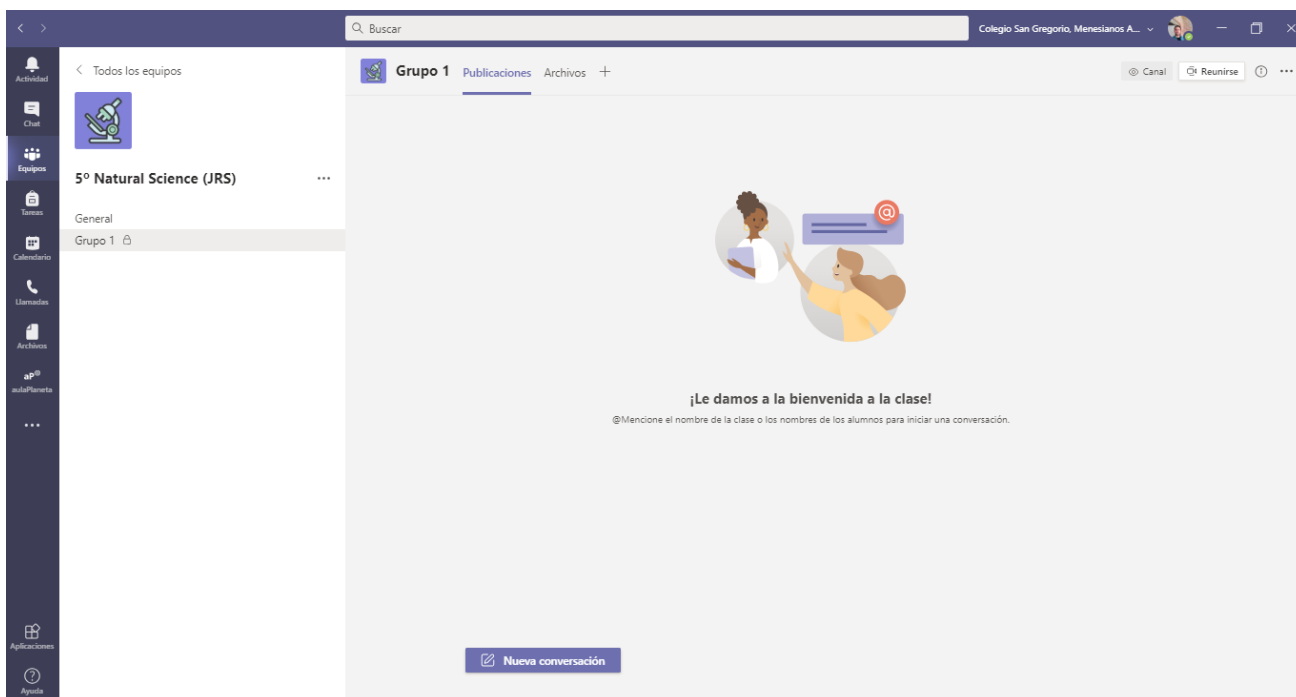 Buscar
Colegio San Gregorio, Menesianos A...
Actividad
Chat
Equipos
Tareas
Calendario
Llamadas
Archivos
aP
aulaPlaneta
Aplicaciones
Ayuda
Todos los equipos
5º Natural Science (JRS)
General
Grupo 1
Grupo 1 Publicaciones Archivos
Canal Reunirse
@
¡Le damos a la bienvenida a la clase!
@Mencione el nombre de la clase o los nombres de los alumnos para iniciar una conversación.
Nueva conversación